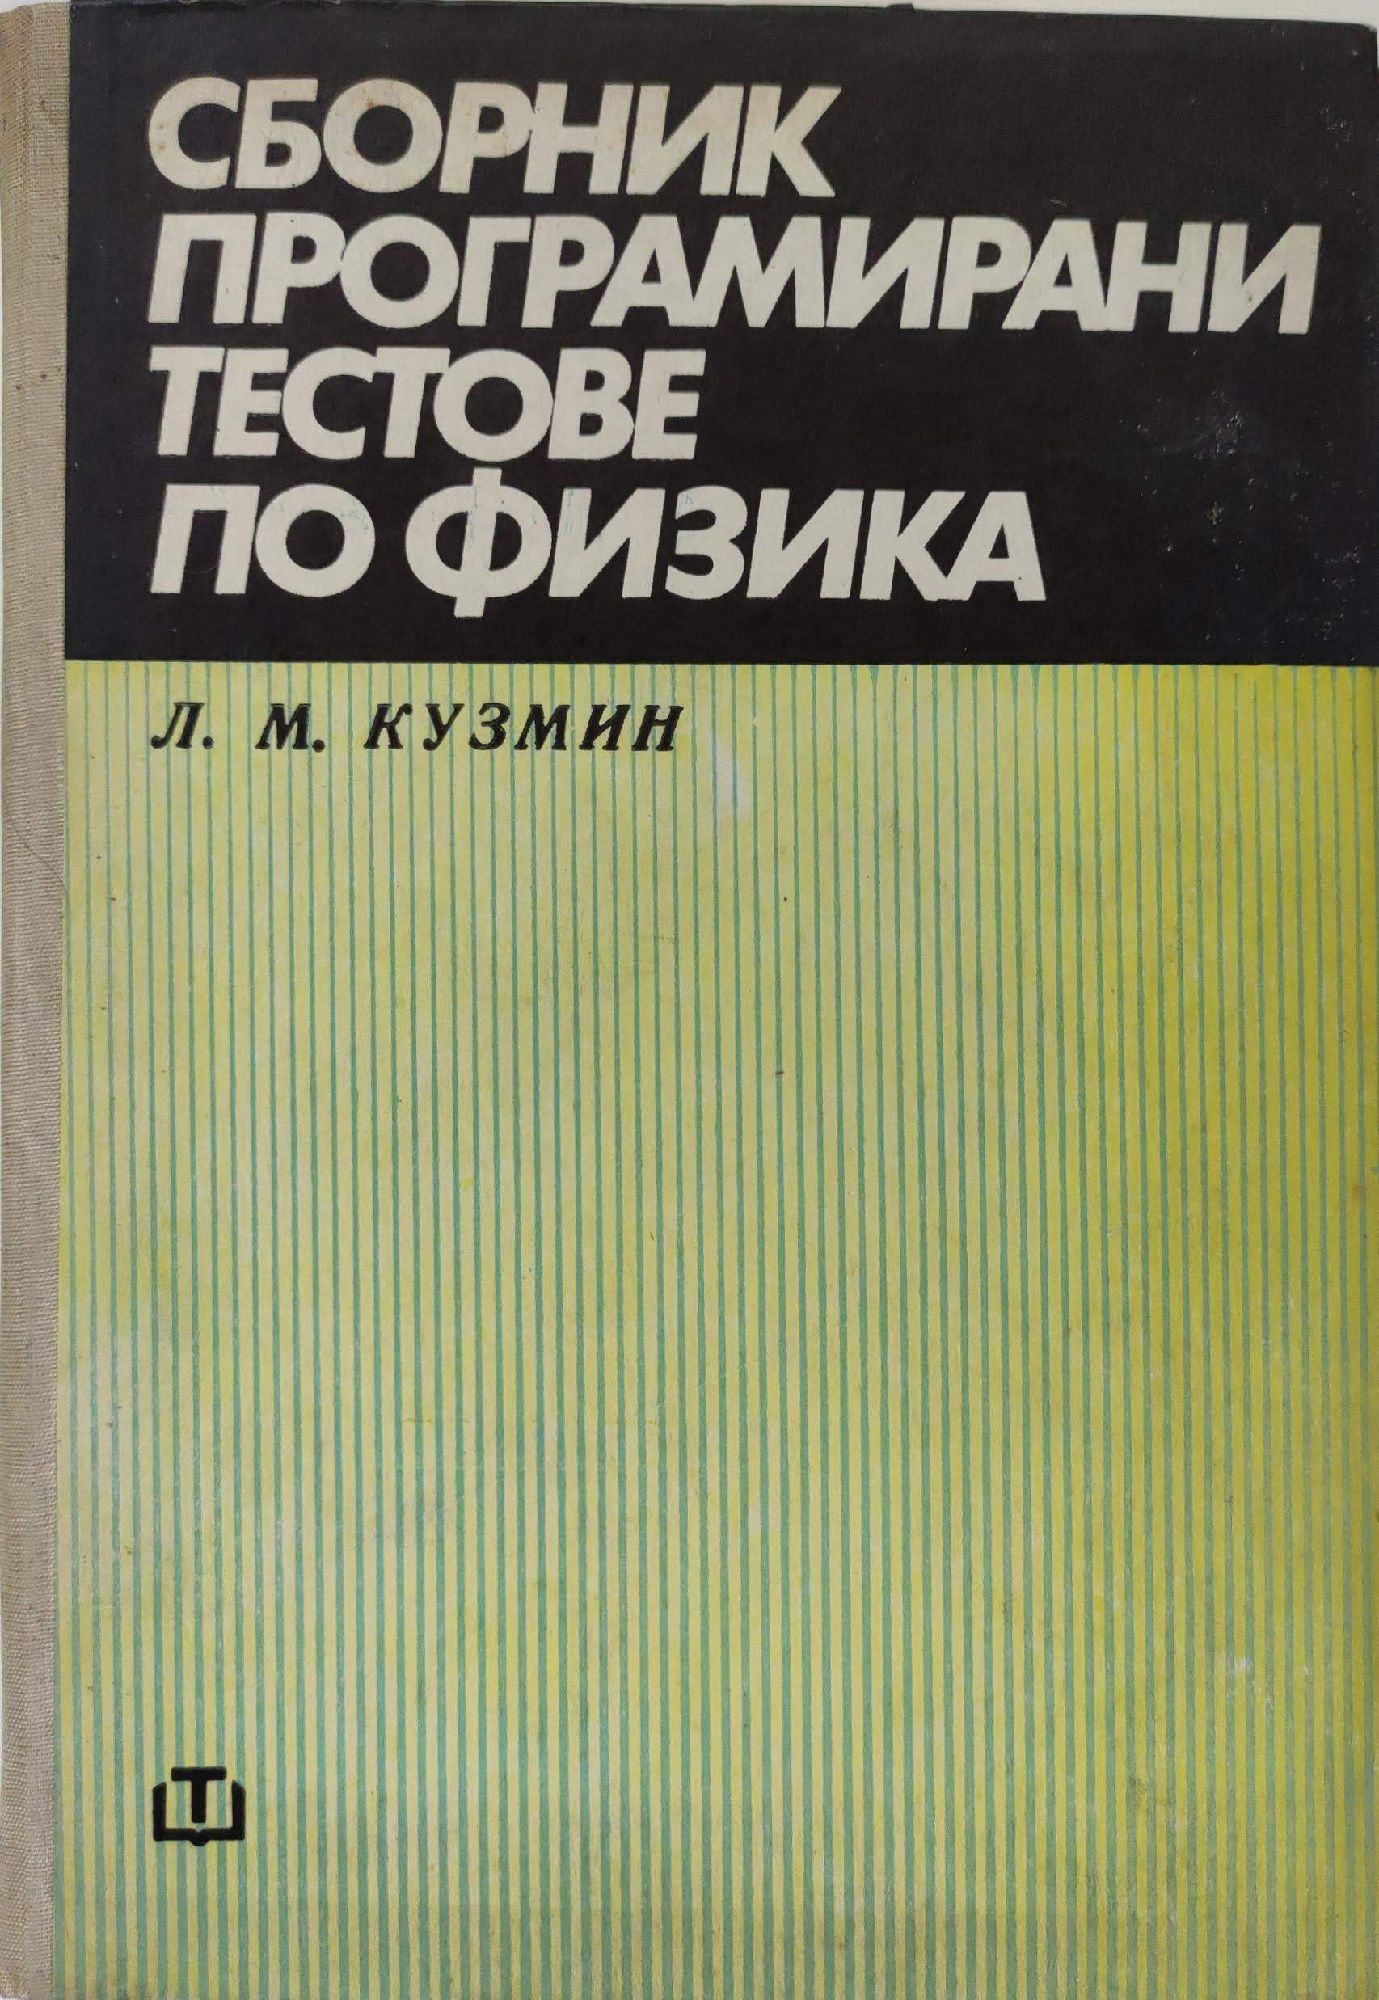 СБОРНИК
ПРОГРАМИРАНИ
ТЕСТОВЕ
ПО ФИЗИКА
Л. М. КУЗМИН
Т